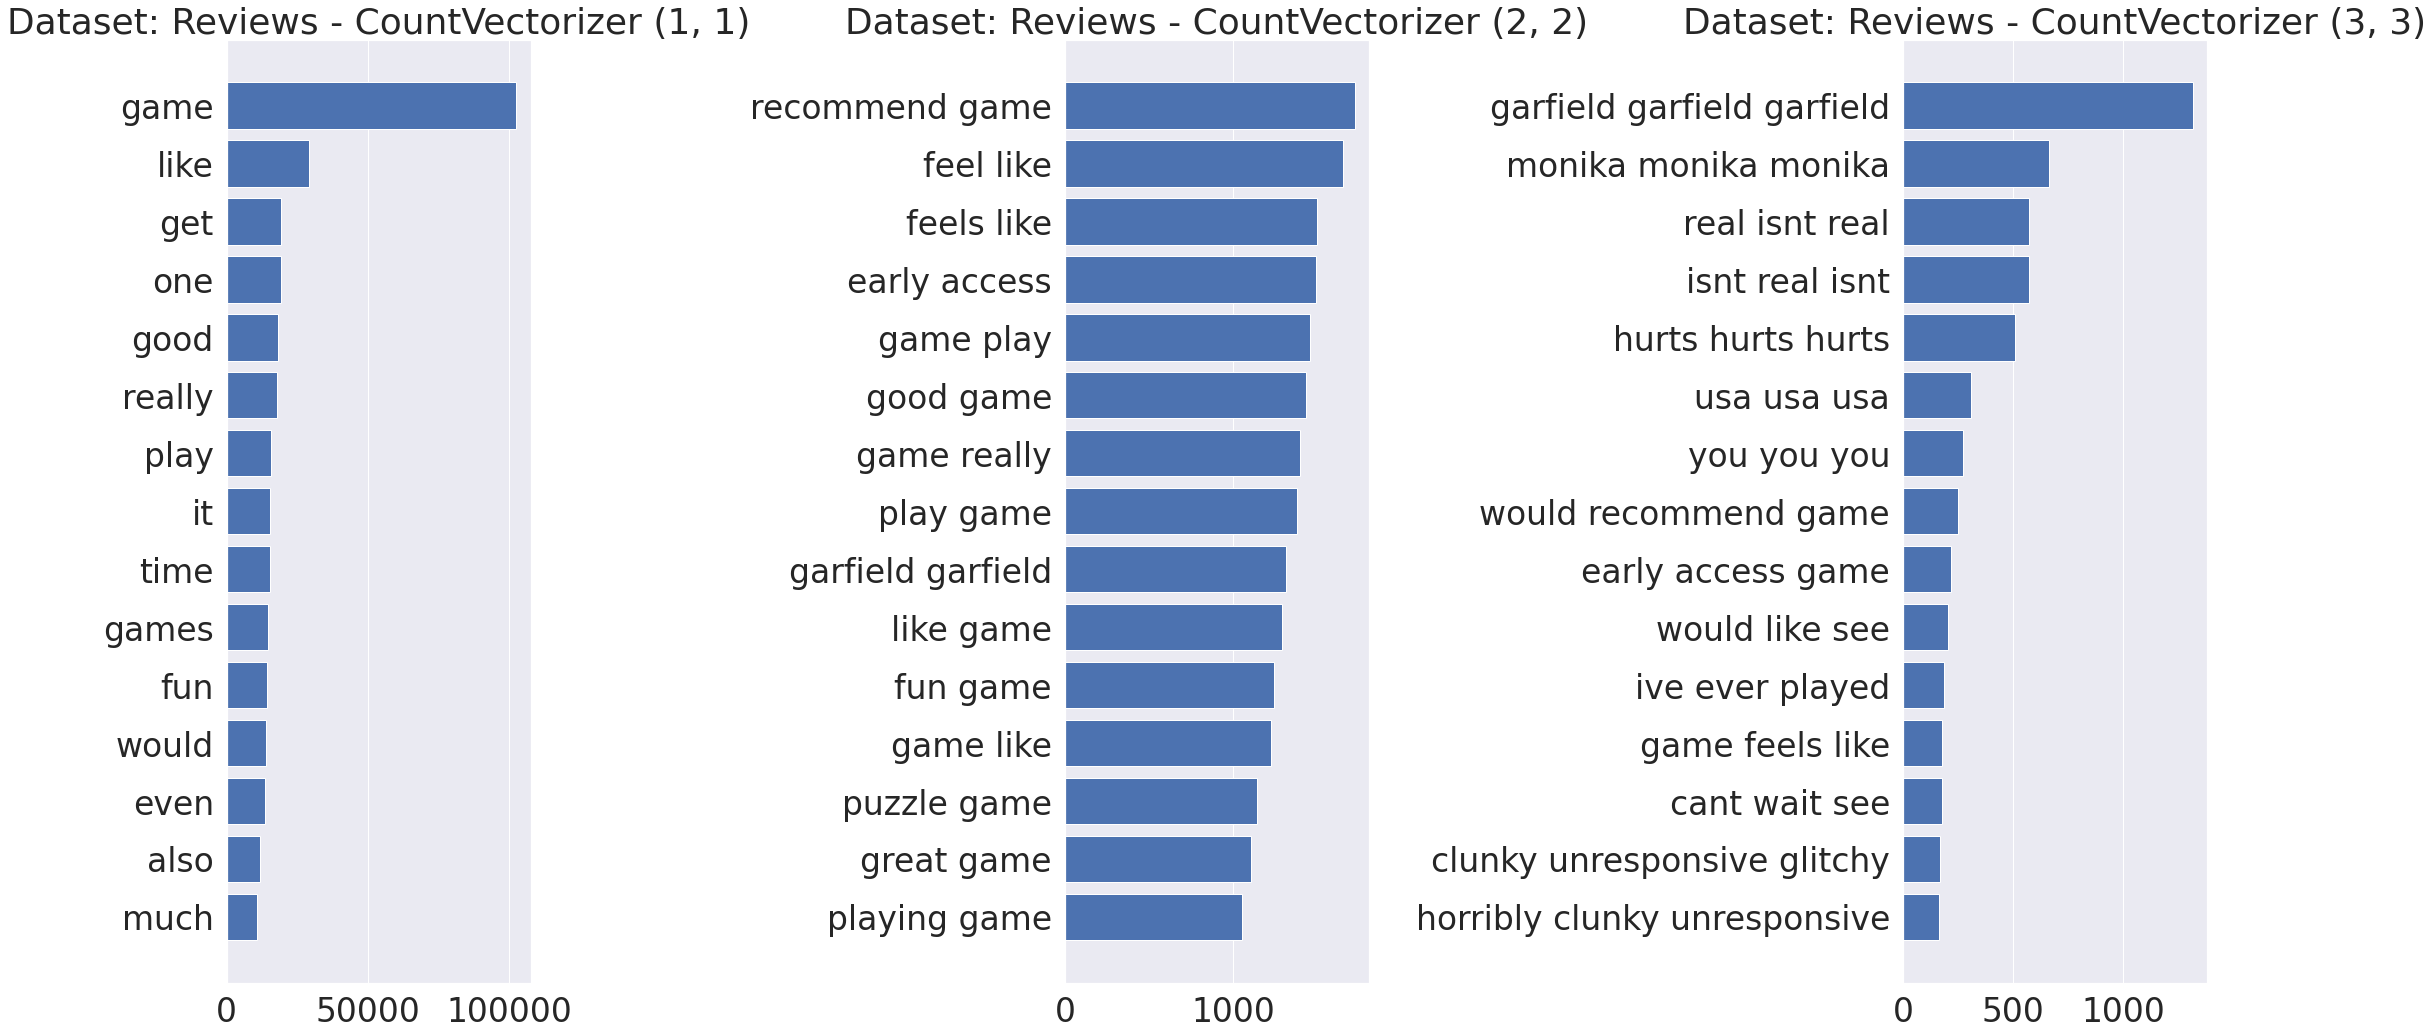 Dataset: Reviews - CountVectorizer (1, 1)
game
like
get
one
good
really
play
it
time
games
fun
would
even
also
much
0 50000 100000
Dataset: Reviews - CountVectorizer (2, 2)
recommend game
feel like
feels like
early access
game play
good game
game really
play game
garfield garfield
like game
fun game
game like
puzzle game
great game
playing game
0 1000
Dataset: Reviews - CountVectorizer (3, 3)
garfield garfield garfield
monika monika monika
real isnt real
isnt real isnt
hurts hurts hurts
usa usa usa
you you you
would recommend game
early access game
would like see
ive ever played
game feels like
cant wait see
clunky unresponsive glitchy
horribly clunky unresponsive
0 500 1000